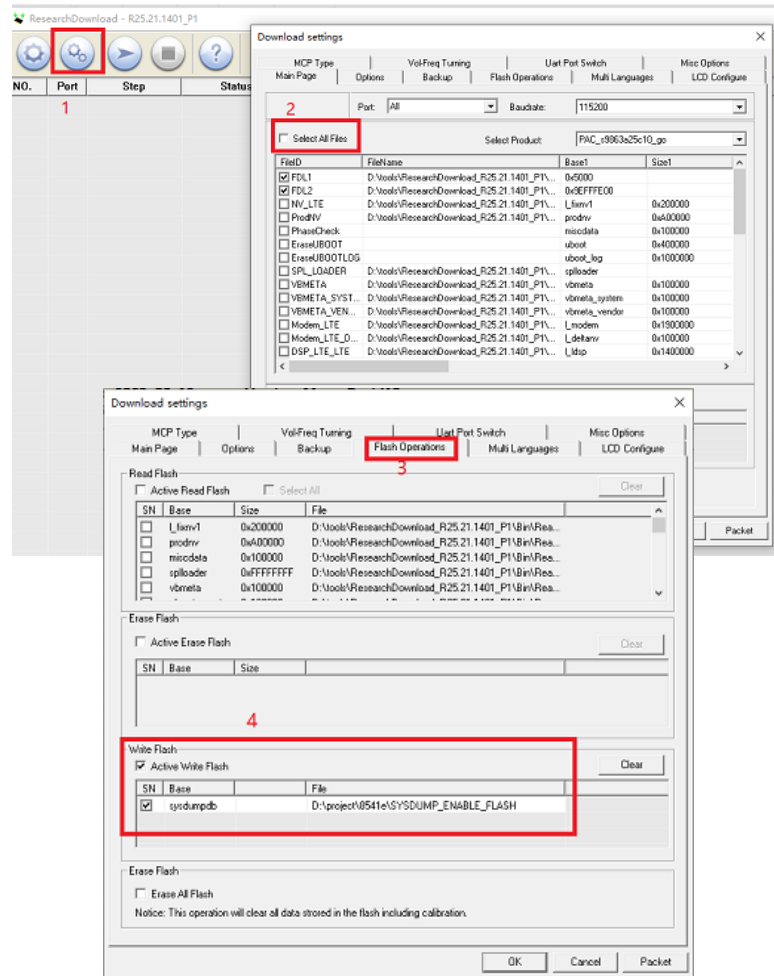 ResearchDownload - R25.21.1401_P1
NO. Port Step Status
1
Download settings
MCP Type Vol-Freq Turning Uart Port Switch Misc Options
Main Page Options Backup Flash Operations Multi Languages LCD Configure
2
Port: All Baudrate: 115200
Select All Files Select Product: PAC_s9863a25c10_go
FileID FileName Base1 Size1
FDL1 D:\tools\ResearchDownload_R25.21.1401_P1\... 0x5000
FDL2 D:\tools\ResearchDownload_R25.21.1401_P1\... 0x9EFFFE00
NV_LTE D:\tools\ResearchDownload_R25.21.1401_P1\... l_fixnv1 0x200000
ProdNV D:\tools\ResearchDownload_R25.21.1401_P1\... prodnv 0xA00000
PhaseCheck miscdata 0x100000
EraseUBOOT uboot 0x400000
EraseUBOOTLOG uboot_log 0x1000000
SPL_LOADER D:\tools\ResearchDownload_R25.21.1401_P1\... splloader
VBMETA D:\tools\ResearchDownload_R25.21.1401_P1\... vbmeta 0x100000
VBMETA_SYST... D:\tools\ResearchDownload_R25.21.1401_P1\... vbmeta_system 0x100000
VBMETA_VEN... D:\tools\ResearchDownload_R25.21.1401_P1\... vbmeta_vendor 0x100000
Modem_LTE D:\tools\ResearchDownload_R25.21.1401_P1\... l_modem 0x1900000
Modem_LTE_D... D:\tools\ResearchDownload_R25.21.1401_P1\... l_deltanv 0x100000
DSP_LTE_LTE D:\tools\ResearchDownload_R25.21.1401_P1\... l_ldsp 0x1400000
Packet
Download settings
MCP Type Vol-Freq Turning Uart Port Switch Misc Options
Main Page Options Backup Flash Operations Multi Languages LCD Configure
3
Read Flash
Active Read Flash Select All Clear
SN Base Size File
l_fixnv1 0x200000 D:\tools\ResearchDownload_R25.21.1401_P1\Bin\Rea...
prodnv 0xA00000 D:\tools\ResearchDownload_R25.21.1401_P1\Bin\Rea...
miscdata 0x100000 D:\tools\ResearchDownload_R25.21.1401_P1\Bin\Rea...
splloader 0xFFFFFFFF D:\tools\ResearchDownload_R25.21.1401_P1\Bin\Rea...
vbmeta 0x100000 D:\tools\ResearchDownload_R25.21.1401_P1\Bin\Rea...
Erase Flash
Active Erase Flash Clear
SN Base Size
4
Write Flash
Active Write Flash Clear
SN Base File
sysdumpdb D:\project\8541e\SYSDUMP_ENABLE_FLASH
Erase Flash
Erase All Flash
Notice: This operation will clear all data strored in the flash including calibration.
OK Cancel Packet